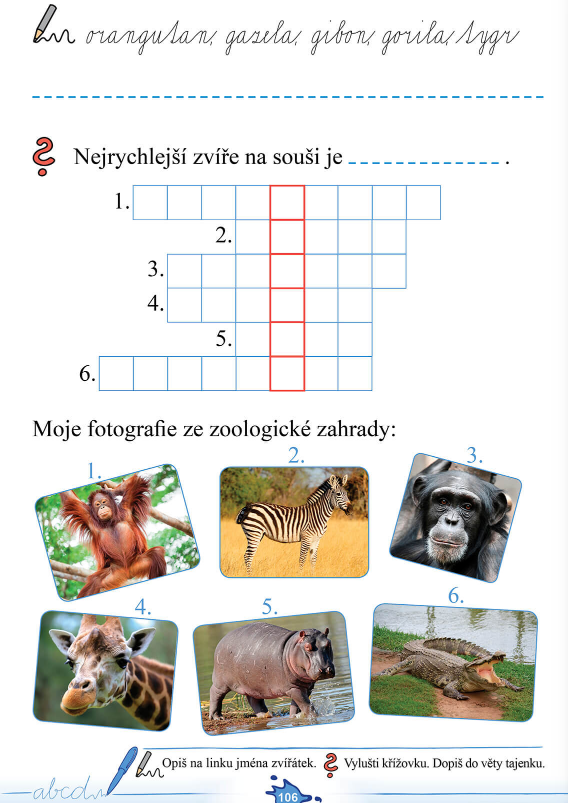 orangutan, gazela, gibon, gorila, tygr
Nejrychlejší zvíře na souši je _ _ _ _ _ _ _ _ _ _ _ _ .
1.
2.
3.
4.
5.
6.
Moje fotografie ze zoologické zahrady:
1.
2.
3.
4.
5.
6.
Opiš na linku jména zvířátek. Vylušti křížovku. Dopiš do věty tajenku.
abcd
106